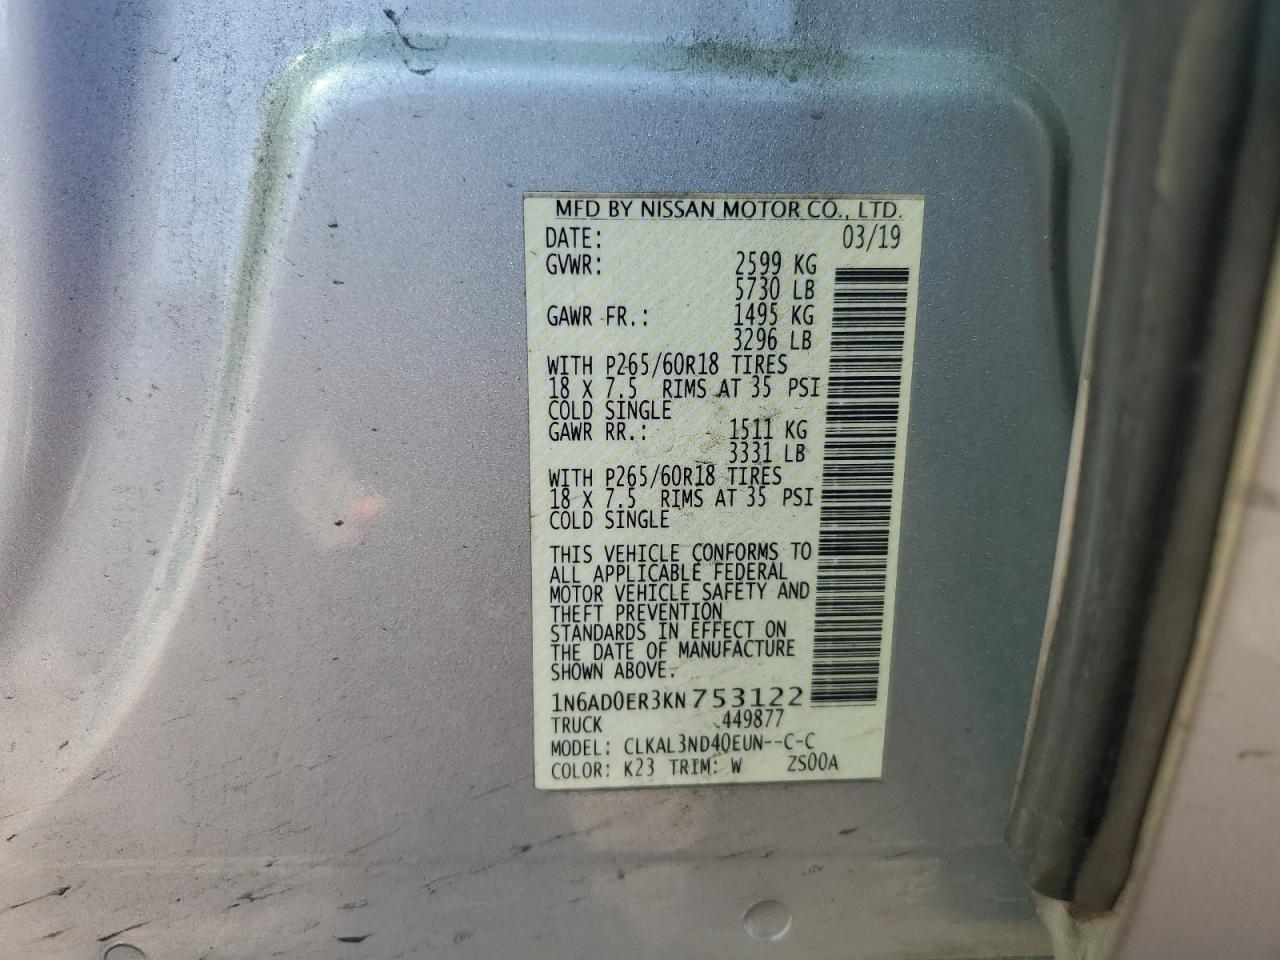 MFD BY NISSAN MOTOR CO., LTD.
DATE: 03/19
GVWR: 2599 KG
5730 LB
GAWR FR.: 1495 KG
3296 LB
WITH P265/60R18 TIRES
18 X 7.5 RIMS AT 35 PSI
COLD SINGLE
GAWR RR.: 1511 KG
3331 LB
WITH P265/60R18 TIRES
18 X 7.5 RIMS AT 35 PSI
COLD SINGLE
THIS VEHICLE CONFORMS TO
ALL APPLICABLE FEDERAL
MOTOR VEHICLE SAFETY AND
THEFT PREVENTION
STANDARDS IN EFFECT ON
THE DATE OF MANUFACTURE
SHOWN ABOVE.
1N6AD0ER3KN753122
TRUCK 449877
MODEL: CLKAL3ND40EUN--C-C
COLOR: K23 TRIM: W ZS00A